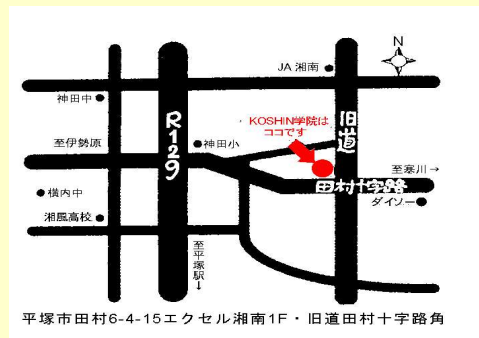 N
JA 湘南
神田中
KOSHIN学院は
ココです
R129
旧道
神田小
至伊勢原
至寒川→
田村十字路
横内中
ダイソー
湘風高校
至平塚駅↓
平塚市田村6-4-15エクセル湘南1F・旧道田村十字路角